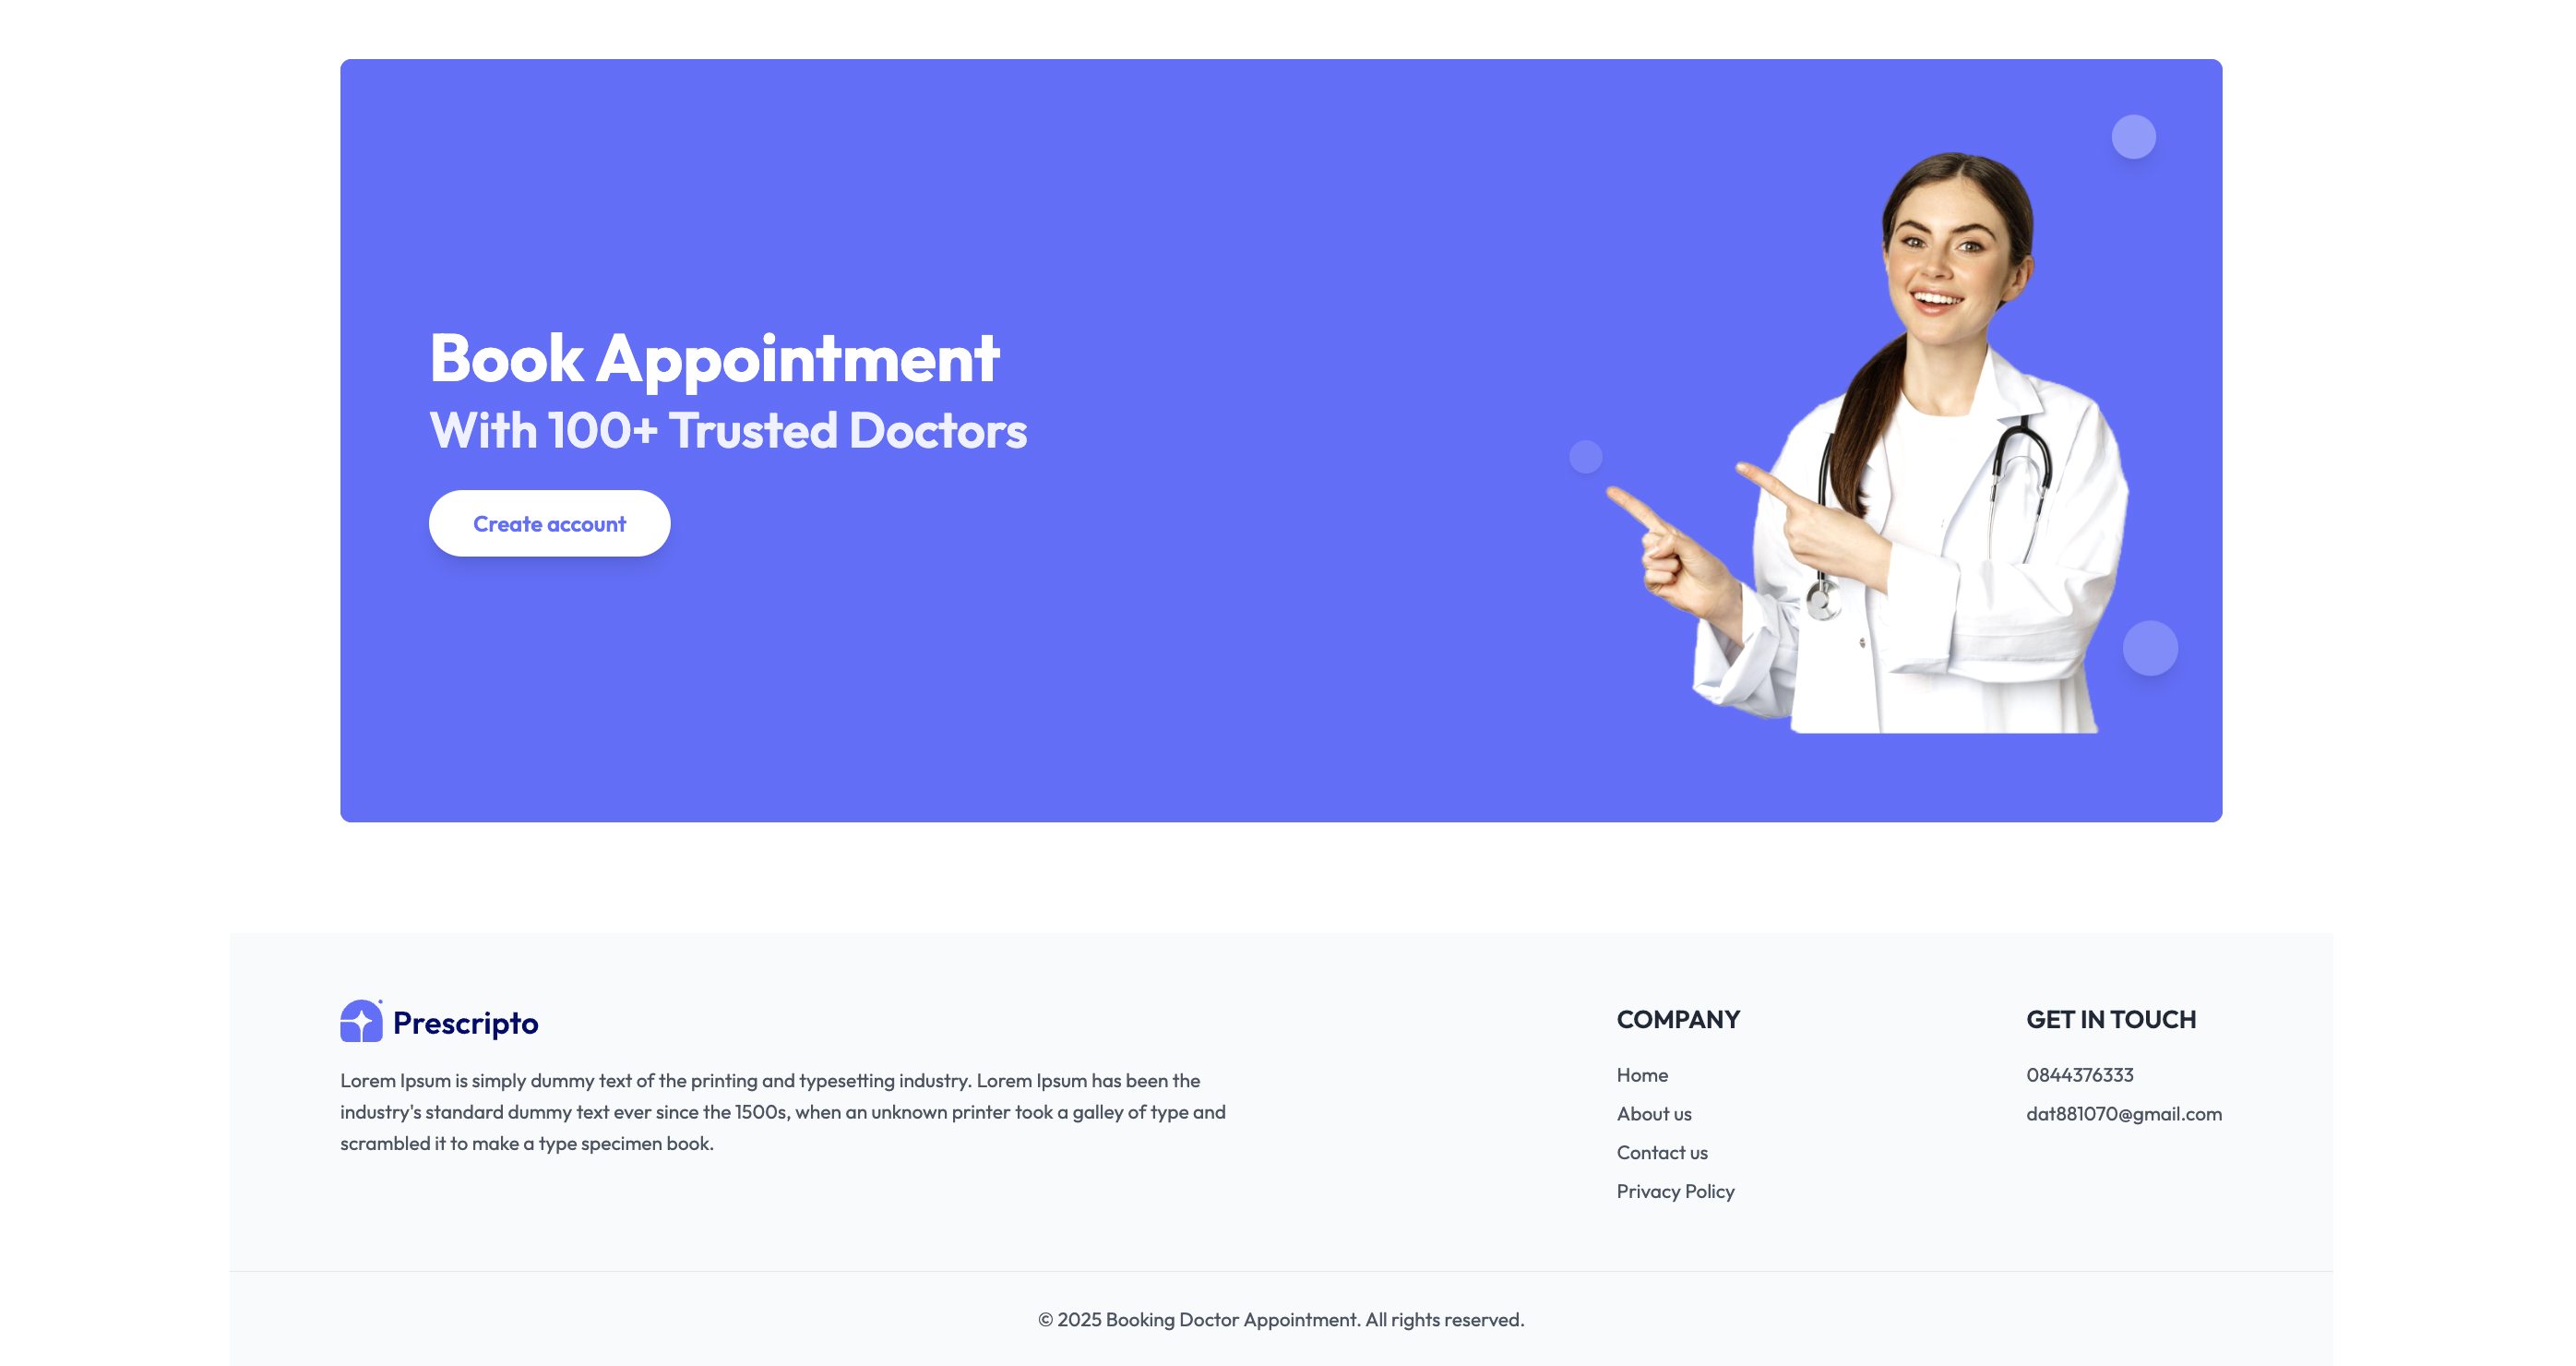 Book Appointment
With 100+ Trusted Doctors
Create account
Prescripto
Lorem Ipsum is simply dummy text of the printing and typesetting industry. Lorem Ipsum has been the
industry's standard dummy text ever since the 1500s, when an unknown printer took a galley of type and
scrambled it to make a type specimen book.
COMPANY
Home
About us
Contact us
Privacy Policy
GET IN TOUCH
0844376333
dat881070@gmail.com
© 2025 Booking Doctor Appointment. All rights reserved.